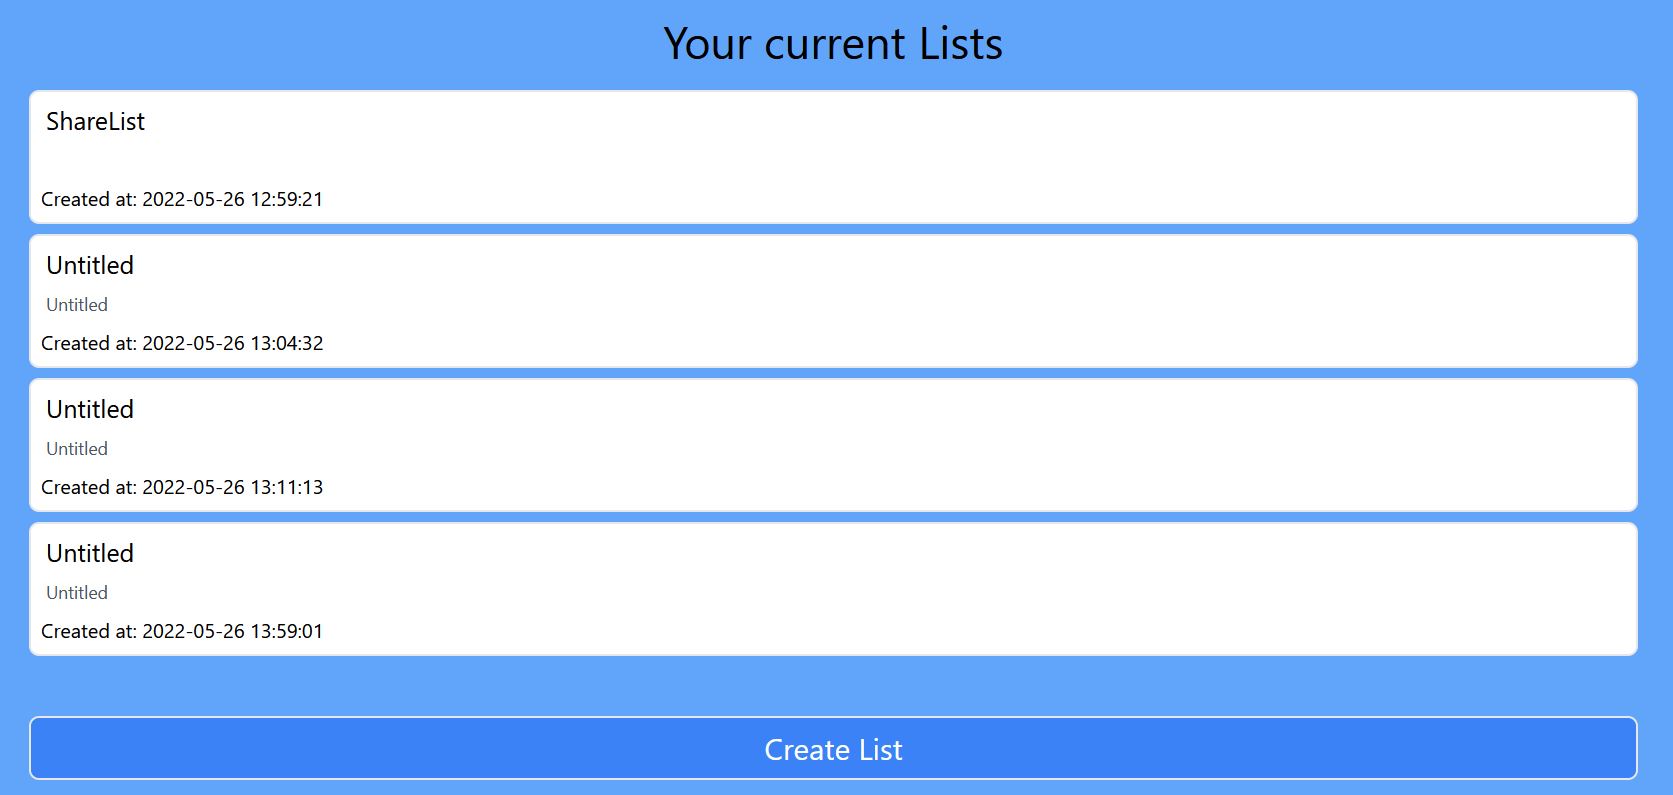 Your current Lists
ShareList
Created at: 2022-05-26 12:59:21
Untitled
Untitled
Created at: 2022-05-26 13:04:32
Untitled
Untitled
Created at: 2022-05-26 13:11:13
Untitled
Untitled
Created at: 2022-05-26 13:59:01
Create List